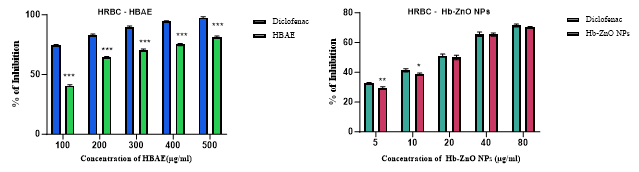 HRBC - HBAE
100
50
0
% of Inhibition
***
***
***
***
***
100 200 300 400 500
Concentration of HBAE(µg/ml)
Diclofenac
HBAE
HRBC - Hb-ZnO NPs
80
60
40
20
0
% of Inhibition
**
*
5 10 20 40 80
Concentration of Hb-ZnO NPs (µg/ml)
Diclofenac
Hb-ZnO NPs